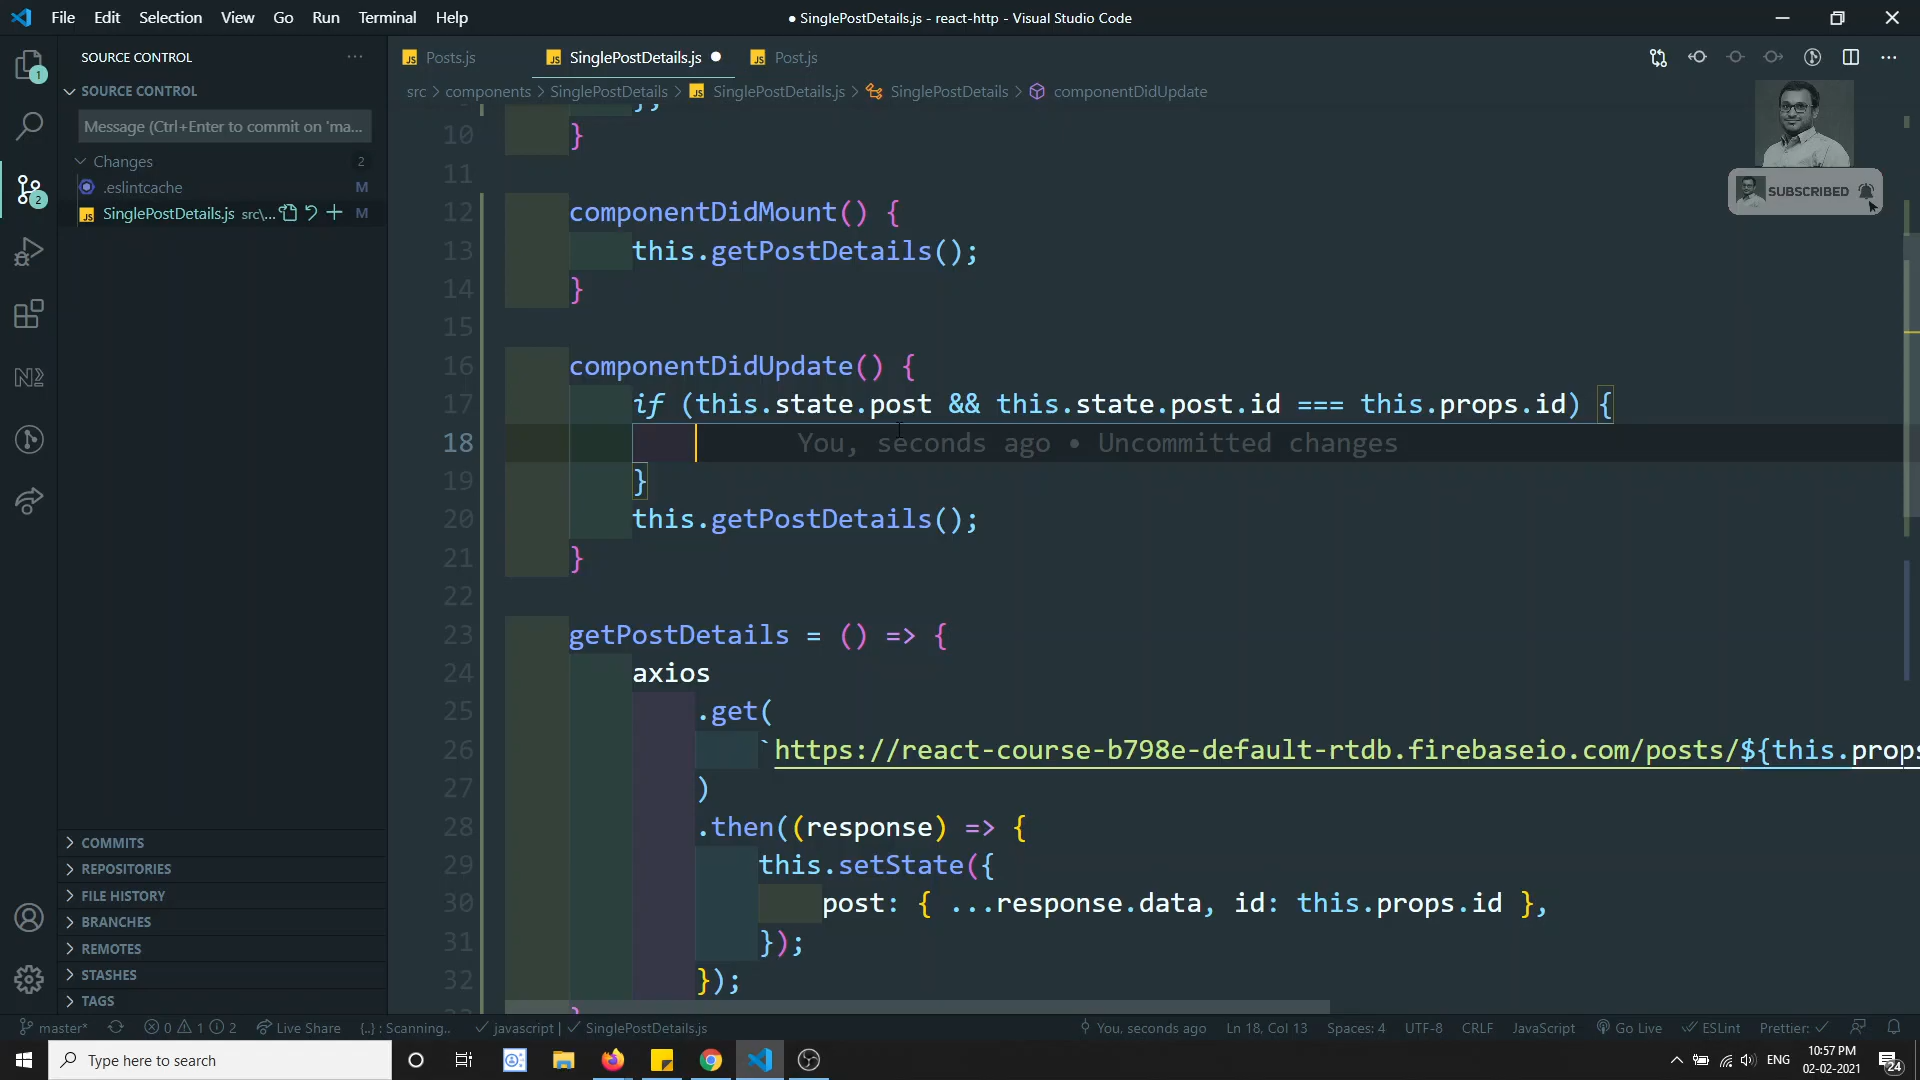 File Edit Selection View Go Run Terminal Help
● SinglePostDetails.js - react-http - Visual Studio Code
SOURCE CONTROL ···
Posts.js SinglePostDetails.js ● Post.js
src > components > SinglePostDetails > SinglePostDetails.js > SinglePostDetails > componentDidUpdate
SOURCE CONTROL
Message (Ctrl+Enter to commit on 'ma...
Changes 2
.eslintcache M
SinglePostDetails.js src\... M
1
2
SUBSCRIBED
10 }
11
12 componentDidMount() {
13 this.getPostDetails();
14 }
15
16 componentDidUpdate() {
17 if (this.state.post && this.state.post.id === this.props.id) {
18 You, seconds ago • Uncommitted changes
19 }
20 this.getPostDetails();
21 }
22
23 getPostDetails = () => {
24 axios
25 .get(
26 `https://react-course-b798e-default-rtdb.firebaseio.com/posts/${this.props
27 )
28 .then((response) => {
29 this.setState({
30 post: { ...response.data, id: this.props.id },
31 });
32 });
COMMITS
REPOSITORIES
FILE HISTORY
BRANCHES
REMOTES
STASHES
TAGS
master* 0 1 2 Live Share {..} : Scanning.. javascript | SinglePostDetails.js You, seconds ago Ln 18, Col 13 Spaces: 4 UTF-8 CRLF JavaScript Go Live ESLint Prettier: ✓
Type here to search
ENG
10:57 PM
02-02-2021
24